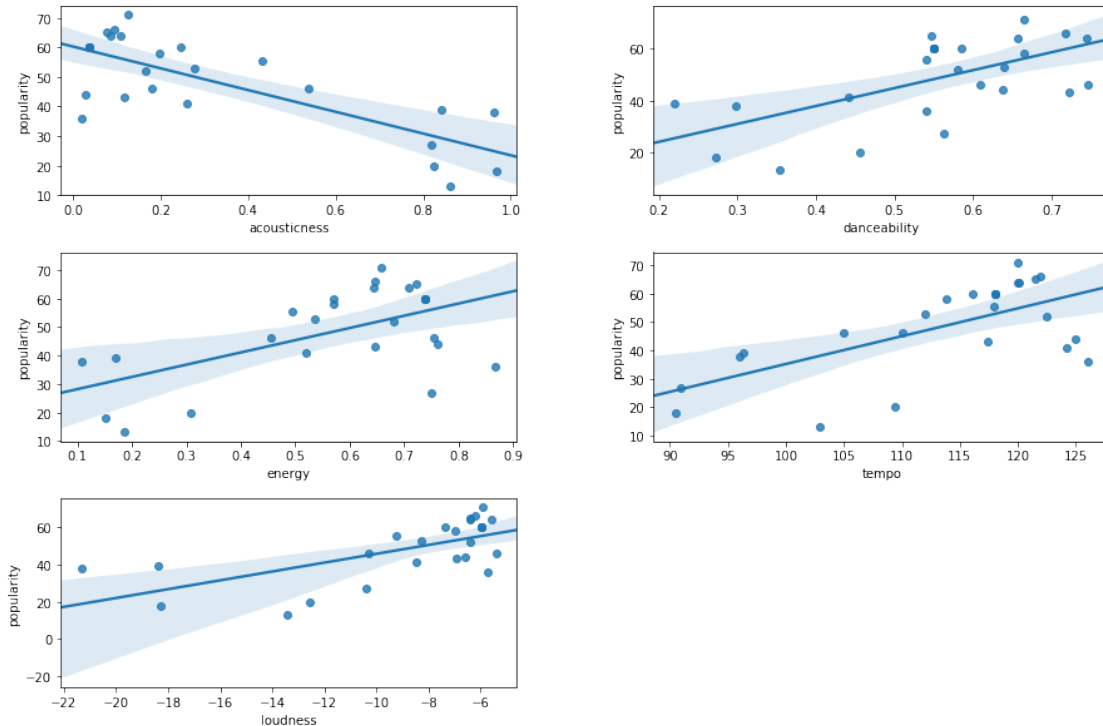 70
60
50
40
30
20
10
popularity
0.0 0.2 0.4 0.6 0.8 1.0
acousticness
60
40
20
popularity
0.2 0.3 0.4 0.5 0.6 0.7
danceability
70
60
50
40
30
20
10
popularity
0.1 0.2 0.3 0.4 0.5 0.6 0.7 0.8 0.9
energy
70
60
50
40
30
20
10
popularity
90 95 100 105 110 115 120 125
tempo
60
40
20
0
−20
popularity
−22 −20 −18 −16 −14 −12 −10 −8 −6
loudness